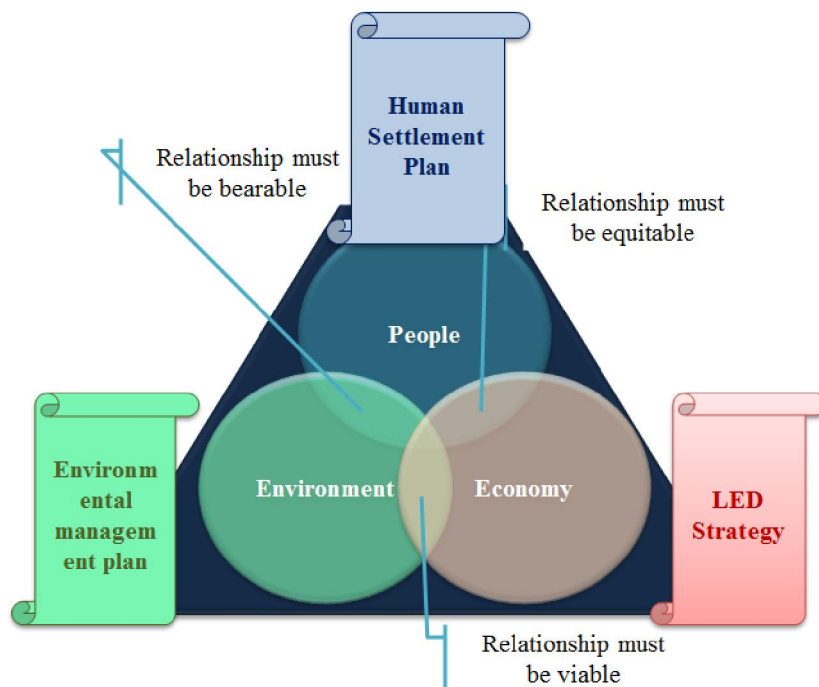 Human
Settlement
Plan
Relationship must
be bearable
Relationship must
be equitable
People
Environm
ental
managem
ent plan
Environment
Economy
LED
Strategy
Relationship must
be viable